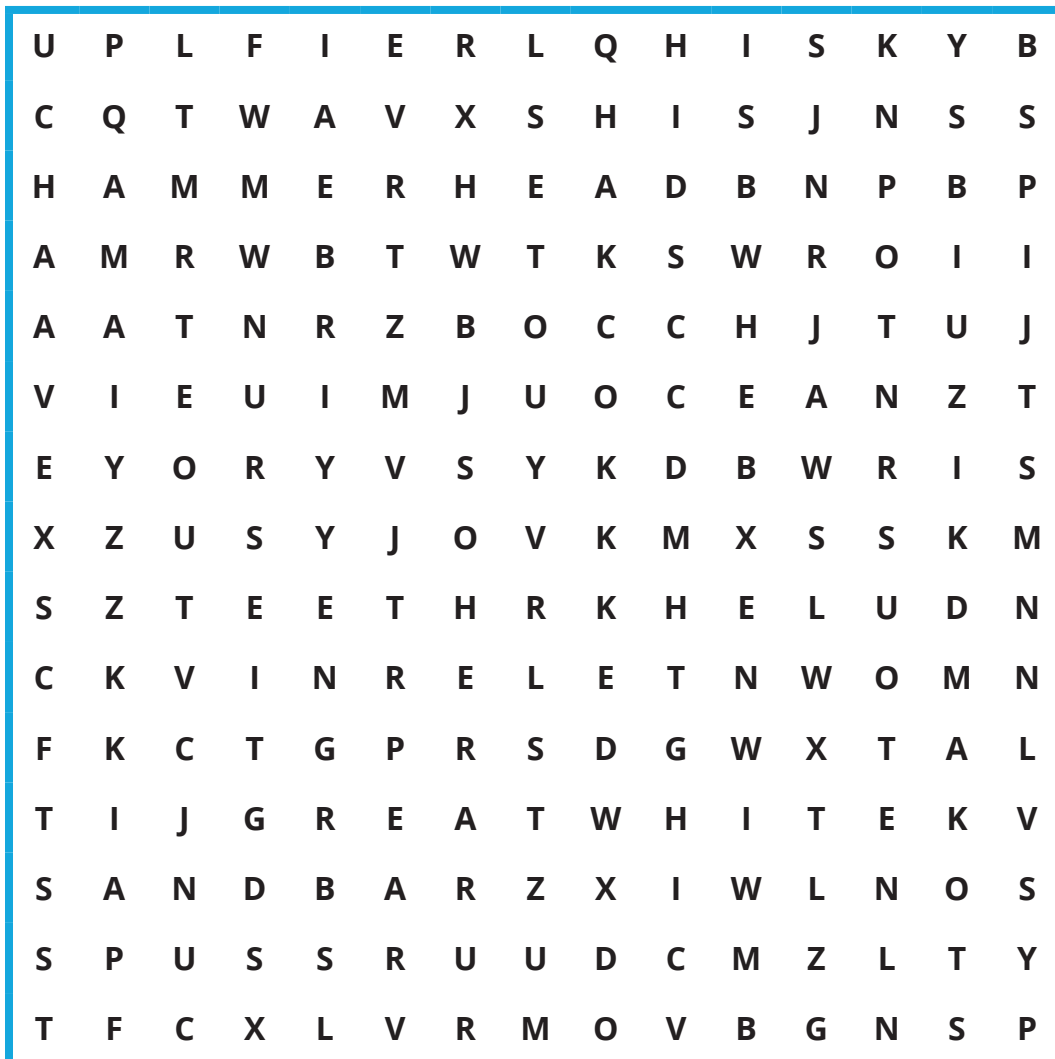 U P L F I E R L Q H I S K Y B
C Q T W A V X S H I S J N S S
H A M M E R H E A D B N P B P
A M R W B T W T K S W R O I I
A A T N R Z B O C C H J T U J
V I E U I M J U O C E A N Z T
E Y O R Y V S Y K D B W R I S
X Z U S Y J O V K M X S S K M
S Z T E E T H R K H E L U D N
C K V I N R E L E T N W O M N
F K C T G P R S D G W X T A L
T I J G R E A T W H I T E K V
S A N D B A R Z X I W L N O S
S P U S S R U U D C M Z L T Y
T F C X L V R M O V B G N S P